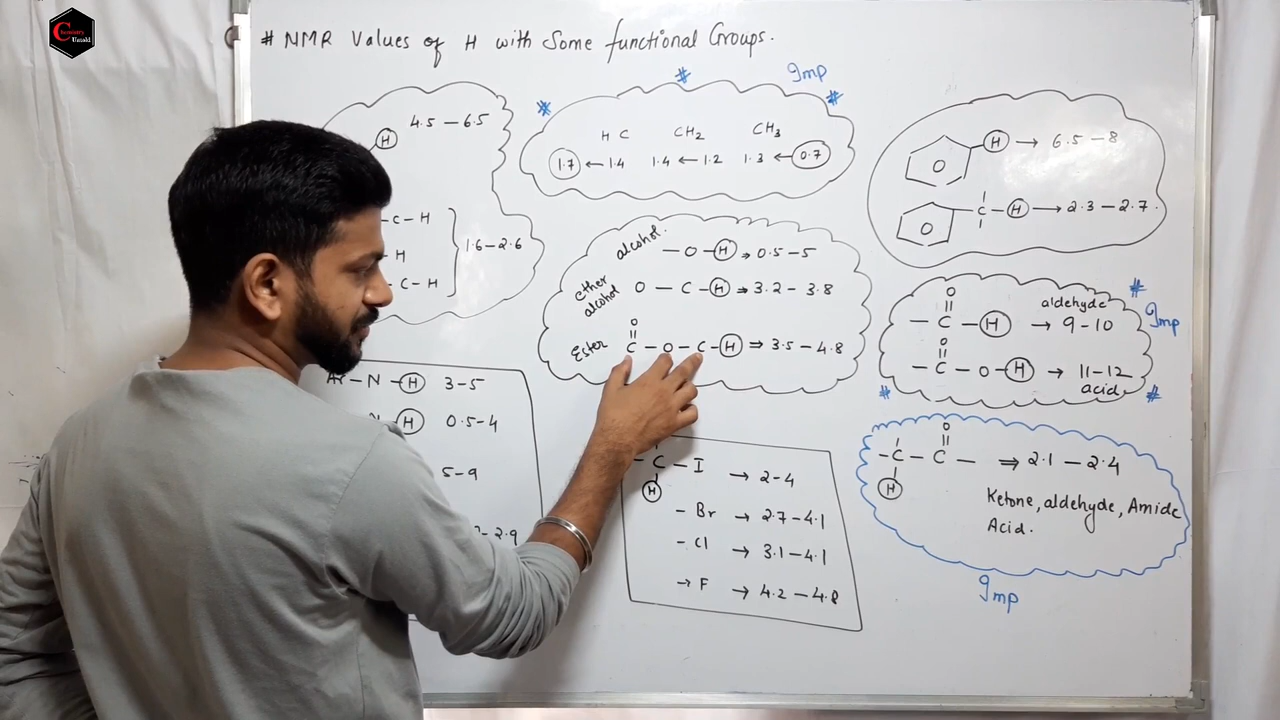 Chemistry
Untold
# NMR Values of H with Some functional Groups.
H 4.5 – 6.5
- C – H
H
- C – H
1.6 – 2.6
Imp
HC CH2 CH3
1.7 ← 1.4 1.4 ← 1.2 1.3 ← 0.7
alcohol. – O – H ⇒ 0.5 – 5
ether
alcohol
O – C – H ⇒ 3.2 – 3.8
O
Ester C – O – C – H ⇒ 3.5 – 4.8
O – H → 6.5 – 8
O – C – H → 2.3 – 2.7.
O
aldehyde
– C – H → 9 – 10
Imp
O
– C – O – H → 11 – 12
acid
Ar – N – H 3 – 5
N H 0.5 – 4
5 – 9
– 2.9
– C – I → 2 – 4
H
– Br → 2.7 – 4.1
– Cl → 3.1 – 4.1
→ F → 4.2 – 4.8
O
- C – C – ⇒ 2.1 – 2.4
H
Ketone, aldehyde, Amide
Acid.
Imp